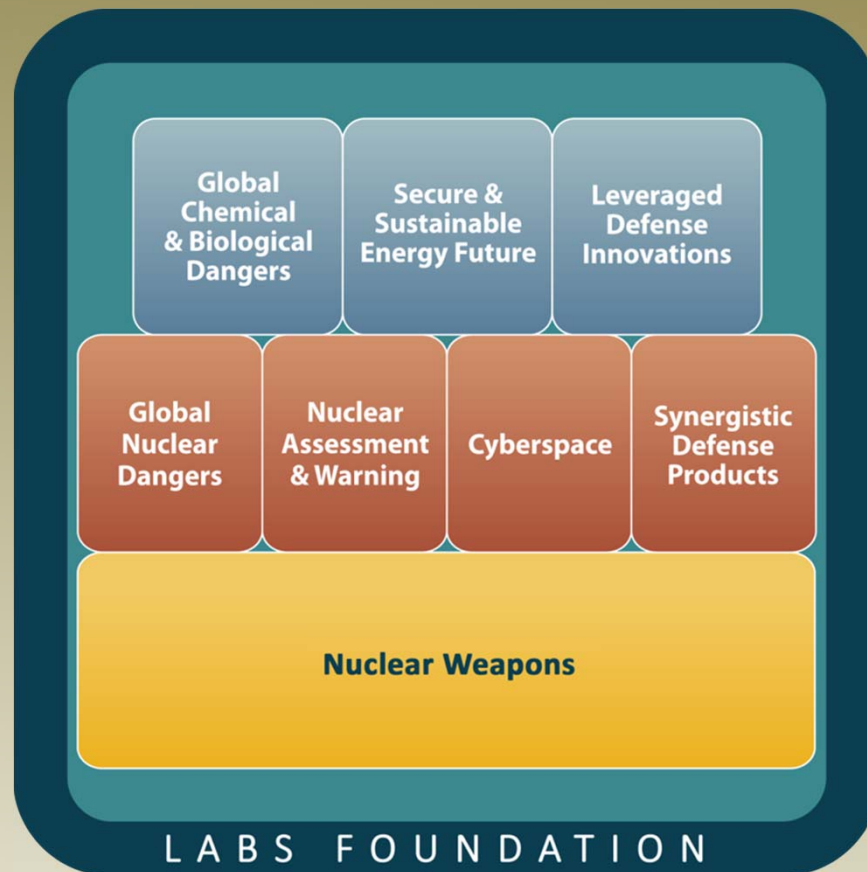 Global
Chemical
& Biological
Dangers
Secure &
Sustainable
Energy Future
Leveraged
Defense
Innovations
Global
Nuclear
Dangers
Nuclear
Assessment
& Warning
Cyberspace
Synergistic
Defense
Products
Nuclear Weapons
LABS FOUNDATION